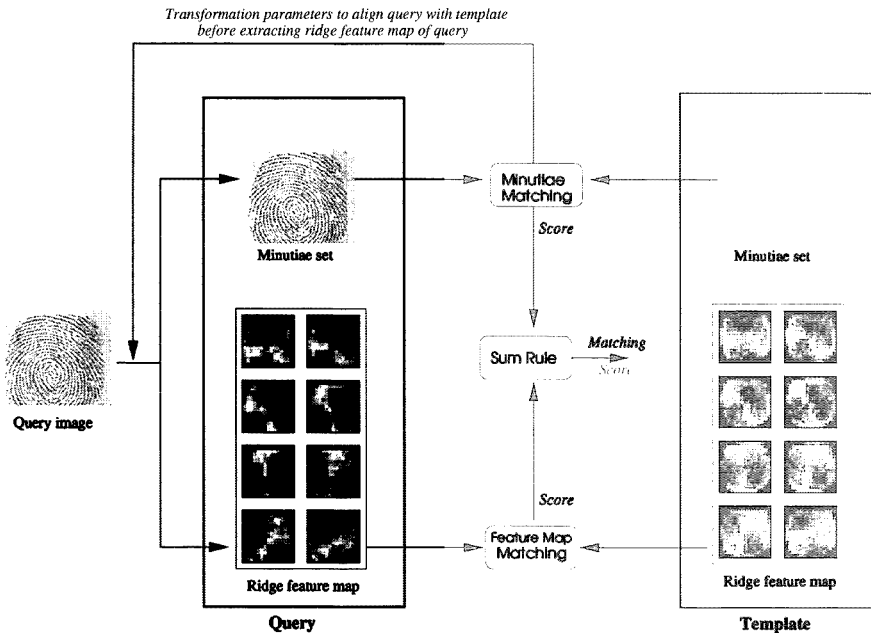 Transformation parameters to align query with template
before extracting ridge feature map of query
Minutiae set
Query image
Ridge feature map
Query
Minutiae
Matching
Score
Sum Rule
Matching
Score
Score
Feature Map
Matching
Minutiae set
Ridge feature map
Template